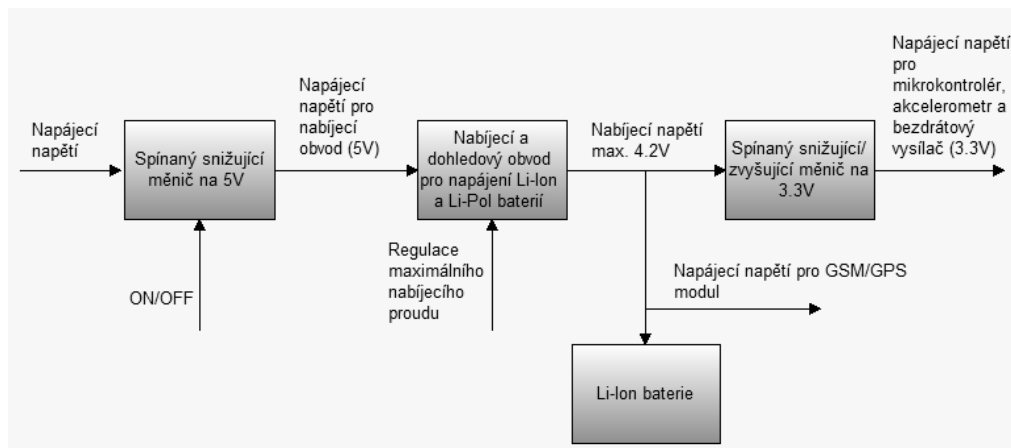 Napájecí
napětí
Spínaný snižující
měnič na 5V
ON/OFF
Napájecí
napětí pro
nabíjecí
obvod (5V)
Nabíjecí a
dohledový obvod
pro napájení Li-Ion
a Li-Pol baterií
Regulace
maximálního
nabíjecího
proudu
Nabíjecí napětí
max. 4.2V
Spínaný snižující/
zvyšující měnič na
3.3V
Napájecí napětí
pro
mikrokontrolér,
akcelerometr a
bezdrátový
vysílač (3.3V)
Napájecí napětí pro GSM/GPS
modul
Li-Ion baterie